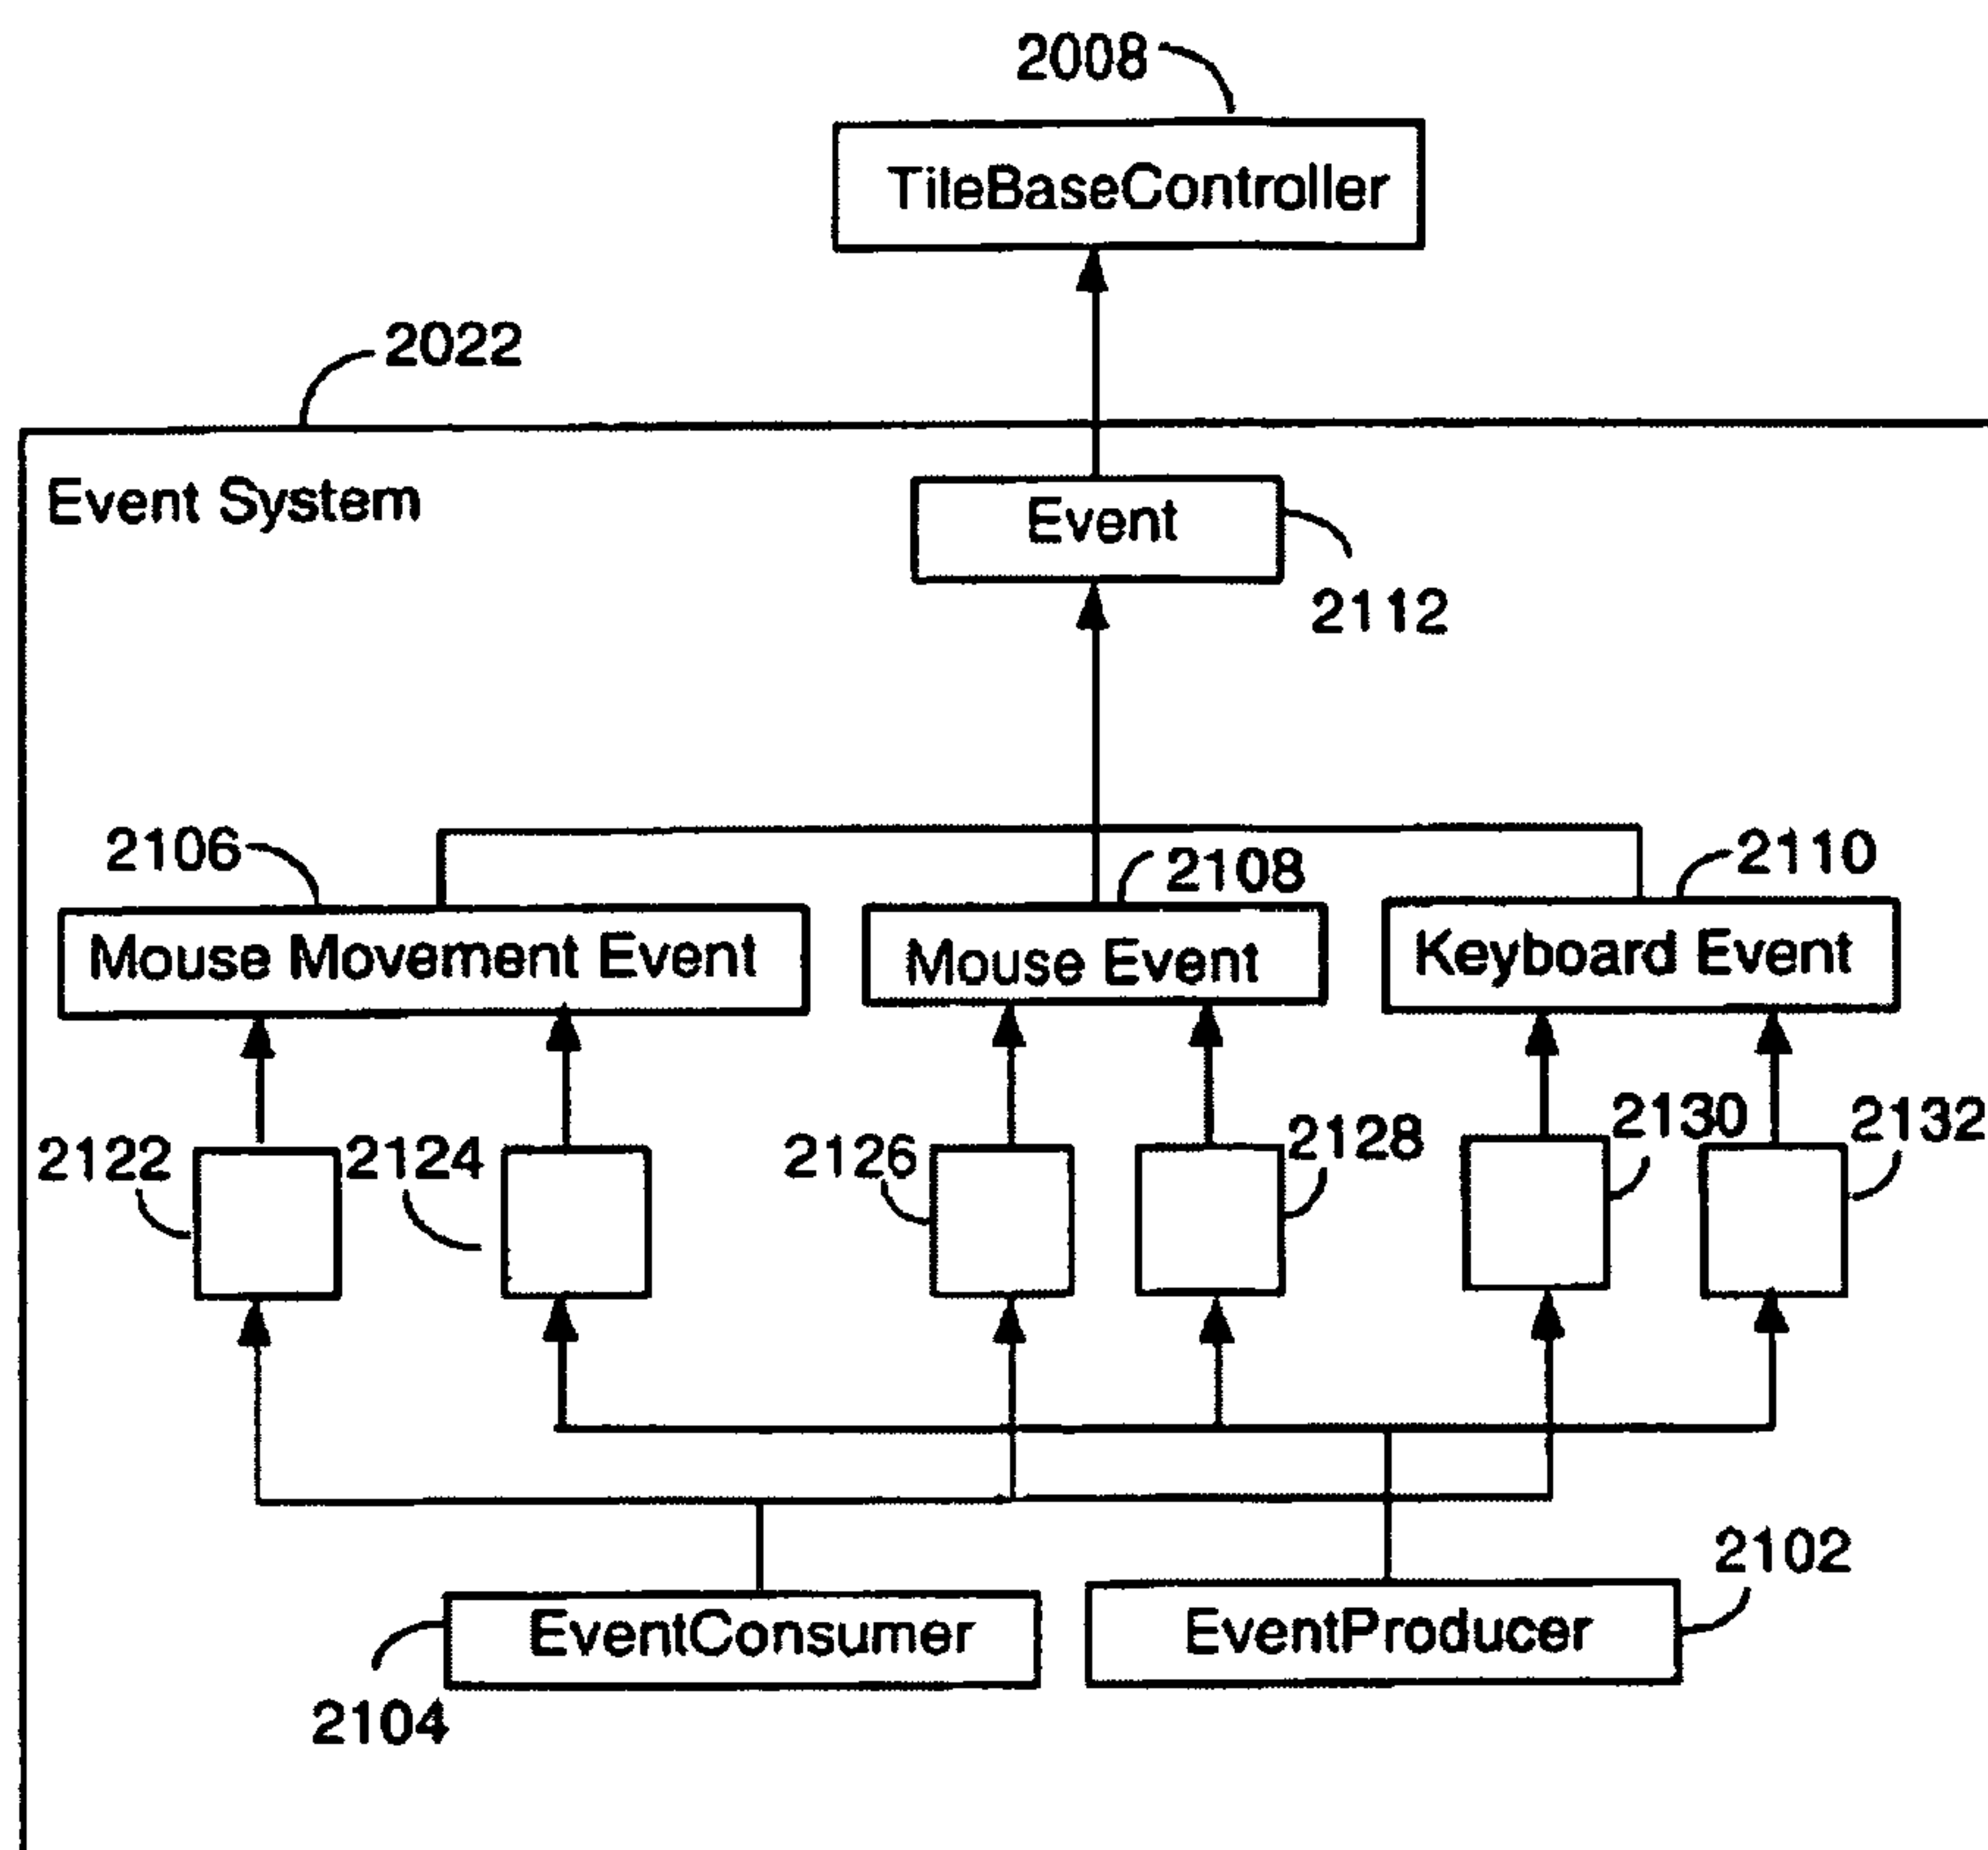 2008
TileBaseController
2022
Event System
Event
2112
2106
2108
2110
Mouse Movement Event
Mouse Event
Keyboard Event
2122
2124
2126
2128
2130
2132
EventConsumer
EventProducer
2102
2104